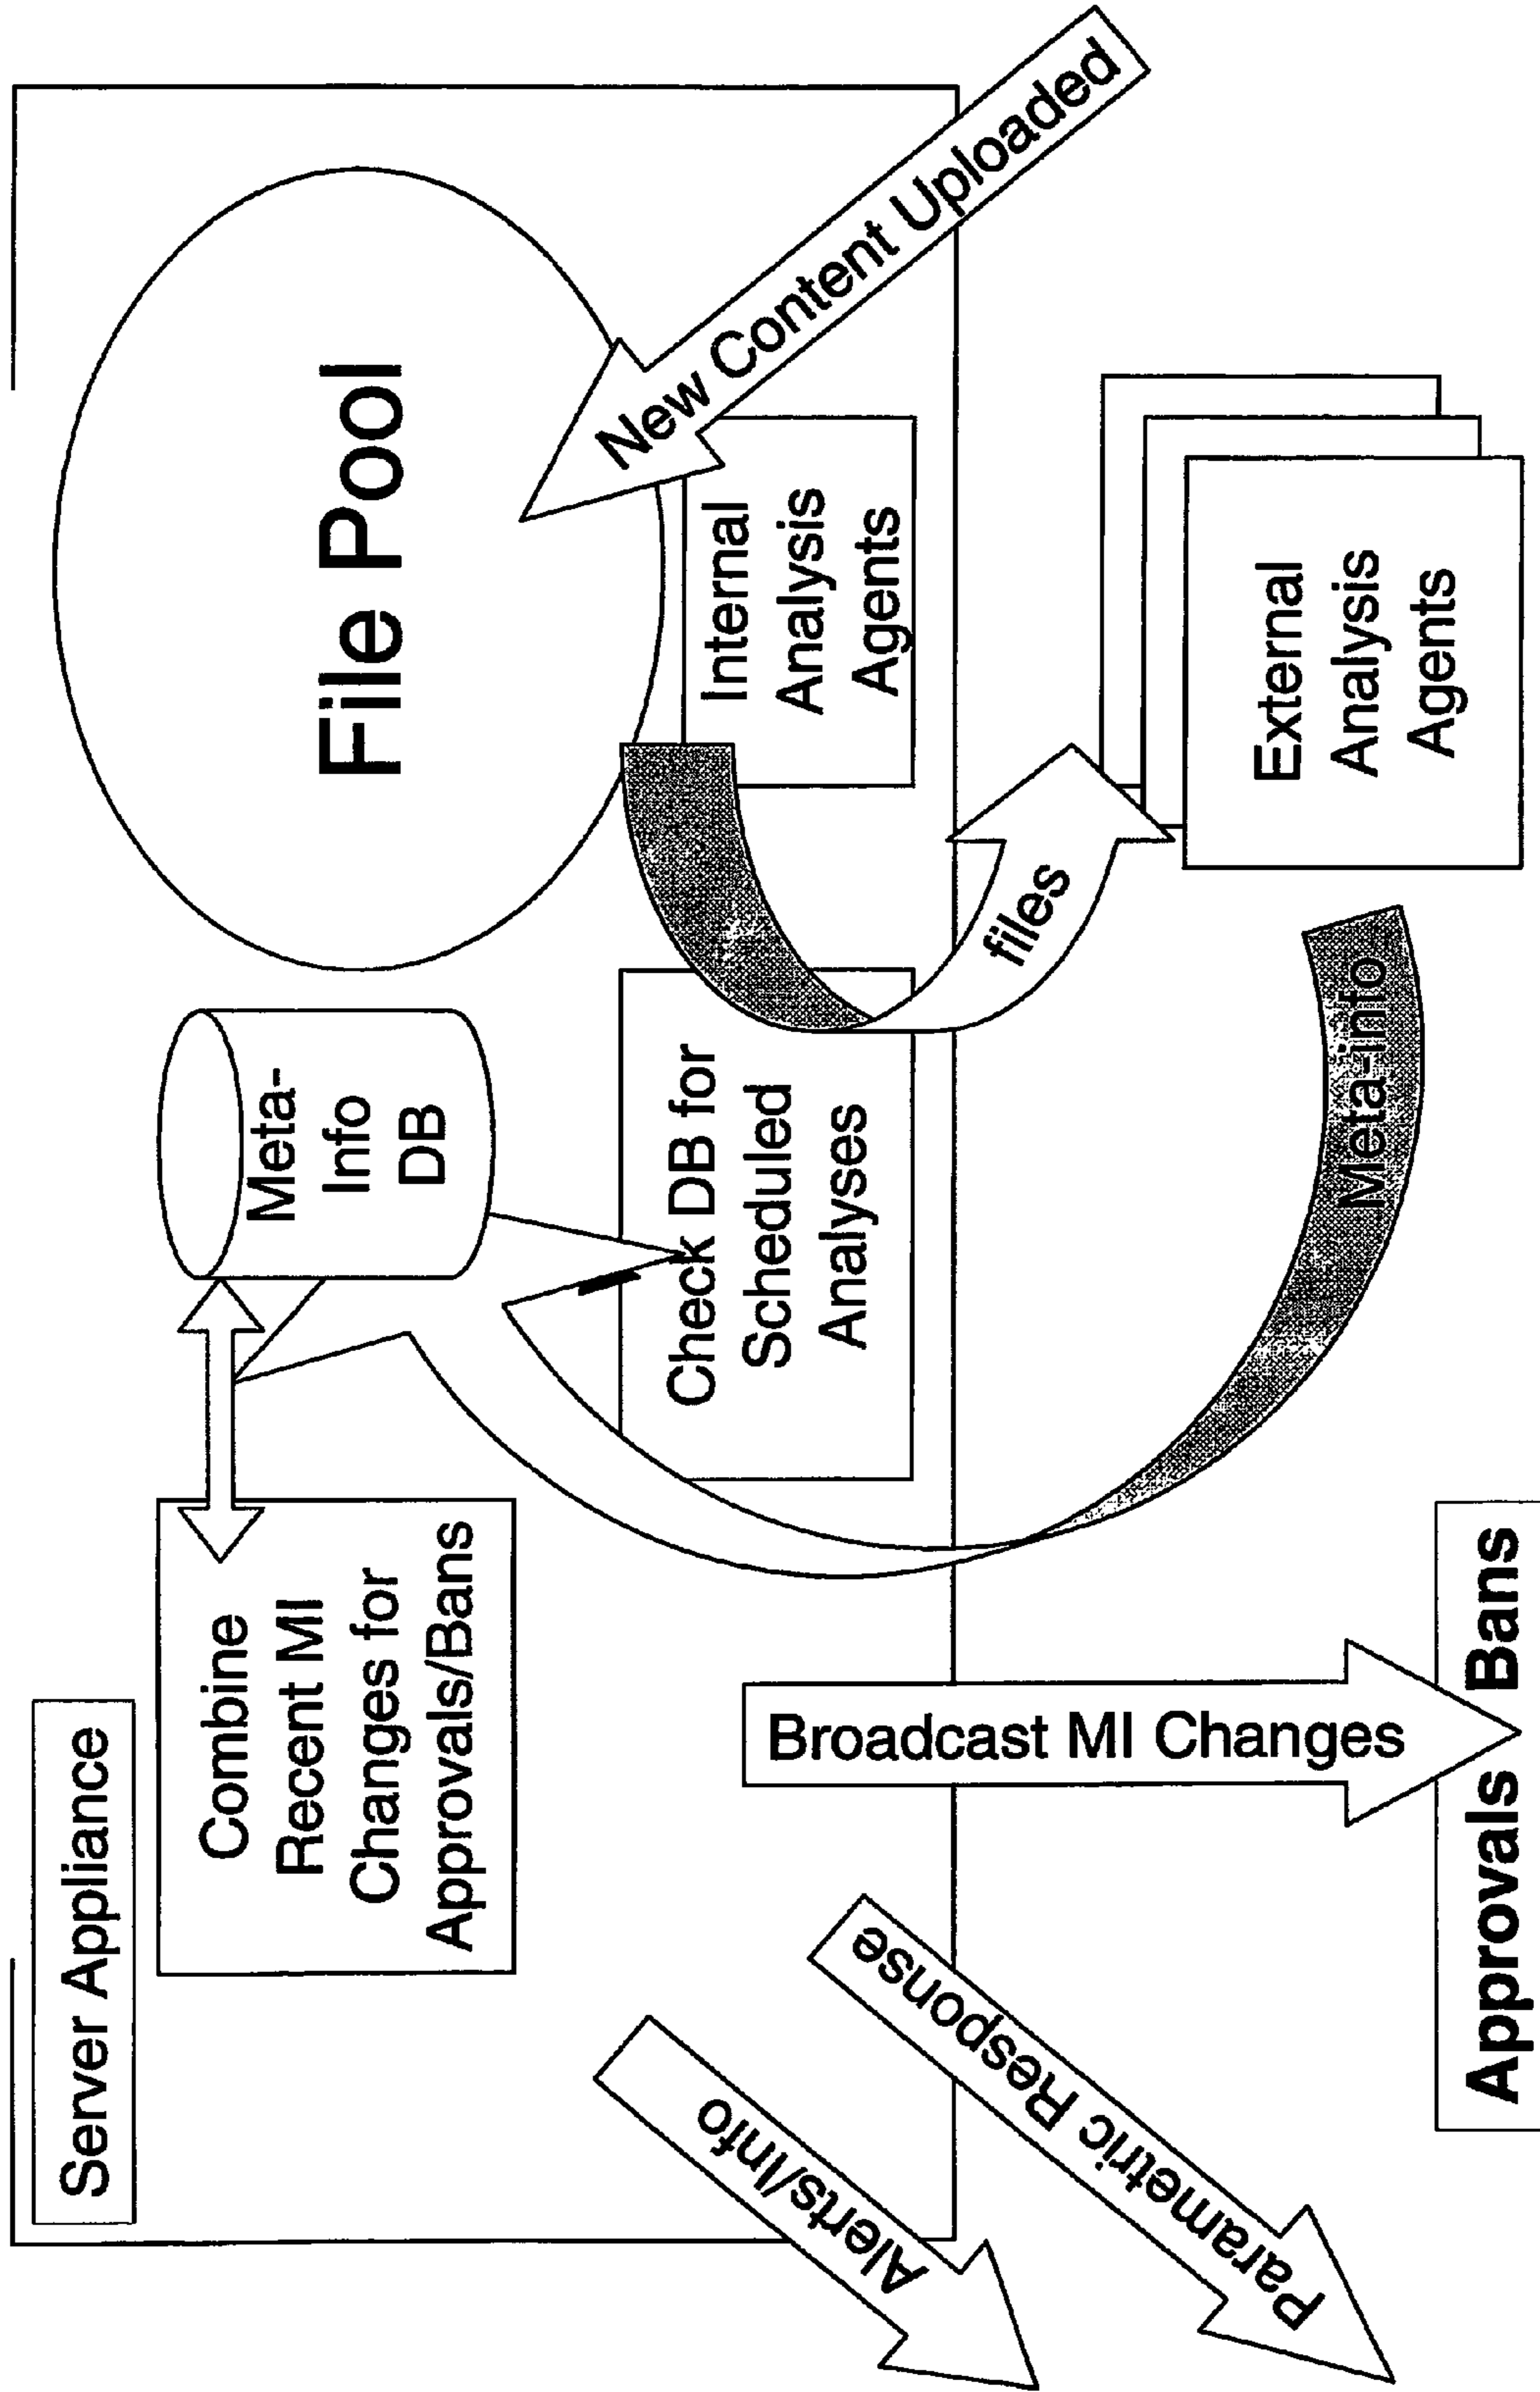 Server Appliance
Combine
Recent MI
Changes for
Approvals/Bans
Meta-
Info
DB
File Pool
Check DB for
Scheduled
Analyses
Internal
Analysis
Agents
New Content Uploaded
files
External
Analysis
Agents
Meta-info
Broadcast MI Changes
Alerts/Info
Parametric Response
Approvals Bans